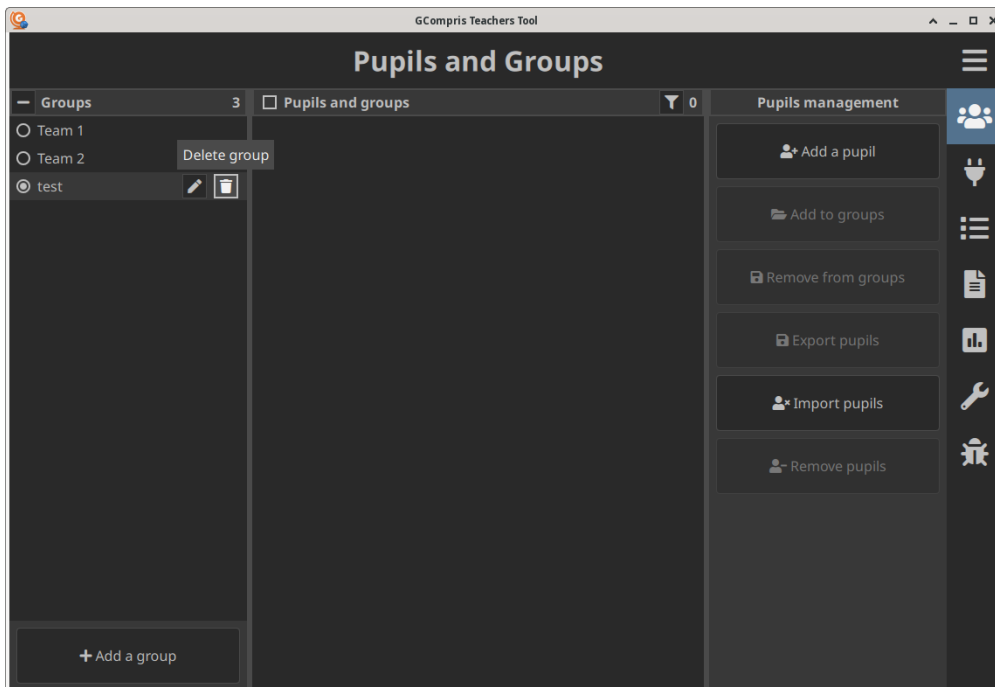 GCompris Teachers Tool
Pupils and Groups
Groups 3
Pupils and groups 0
Pupils management
Team 1
Team 2
Delete group
test
Add a pupil
Add to groups
Remove from groups
Export pupils
Import pupils
Remove pupils
Add a group